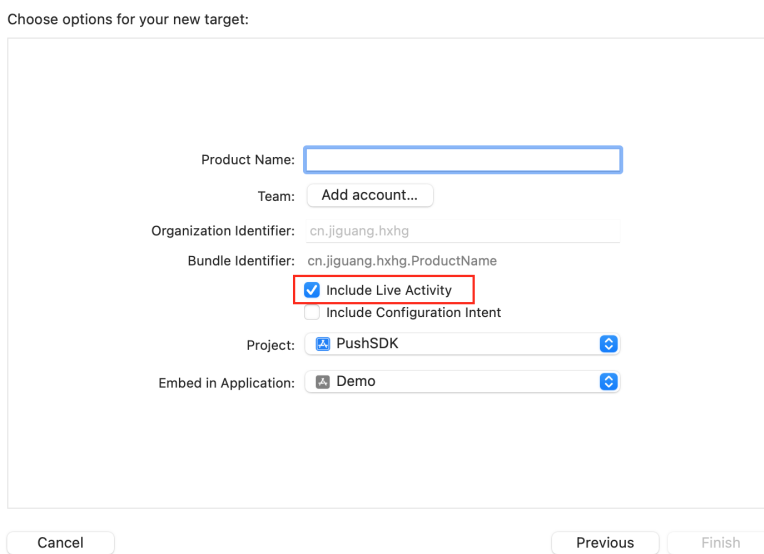 Choose options for your new target:
Product Name:
Team: Add account...
Organization Identifier: cn.jiguang.hxhg
Bundle Identifier: cn.jiguang.hxhg.ProductName
Include Live Activity
Include Configuration Intent
Project: PushSDK
Embed in Application: Demo
Cancel Previous Finish